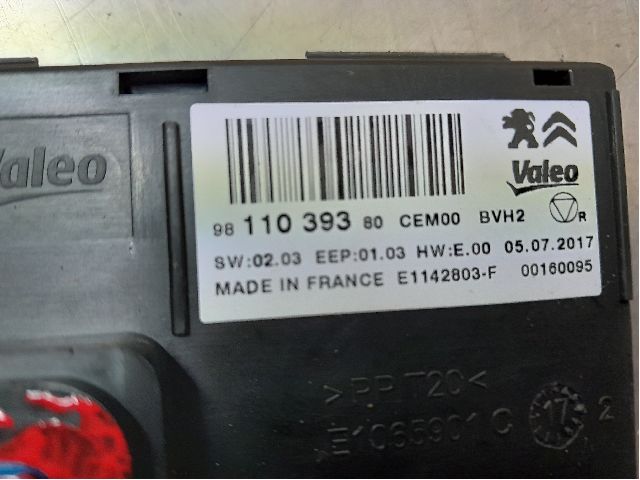 Valeo
Valeo
98 110 393 80 CEM00 BVH2
R
SW:02.03 EEP:01.03 HW:E.00 05.07.2017
MADE IN FRANCE E1142803-F 00160095
>PP T20<
E1065901C 17 2